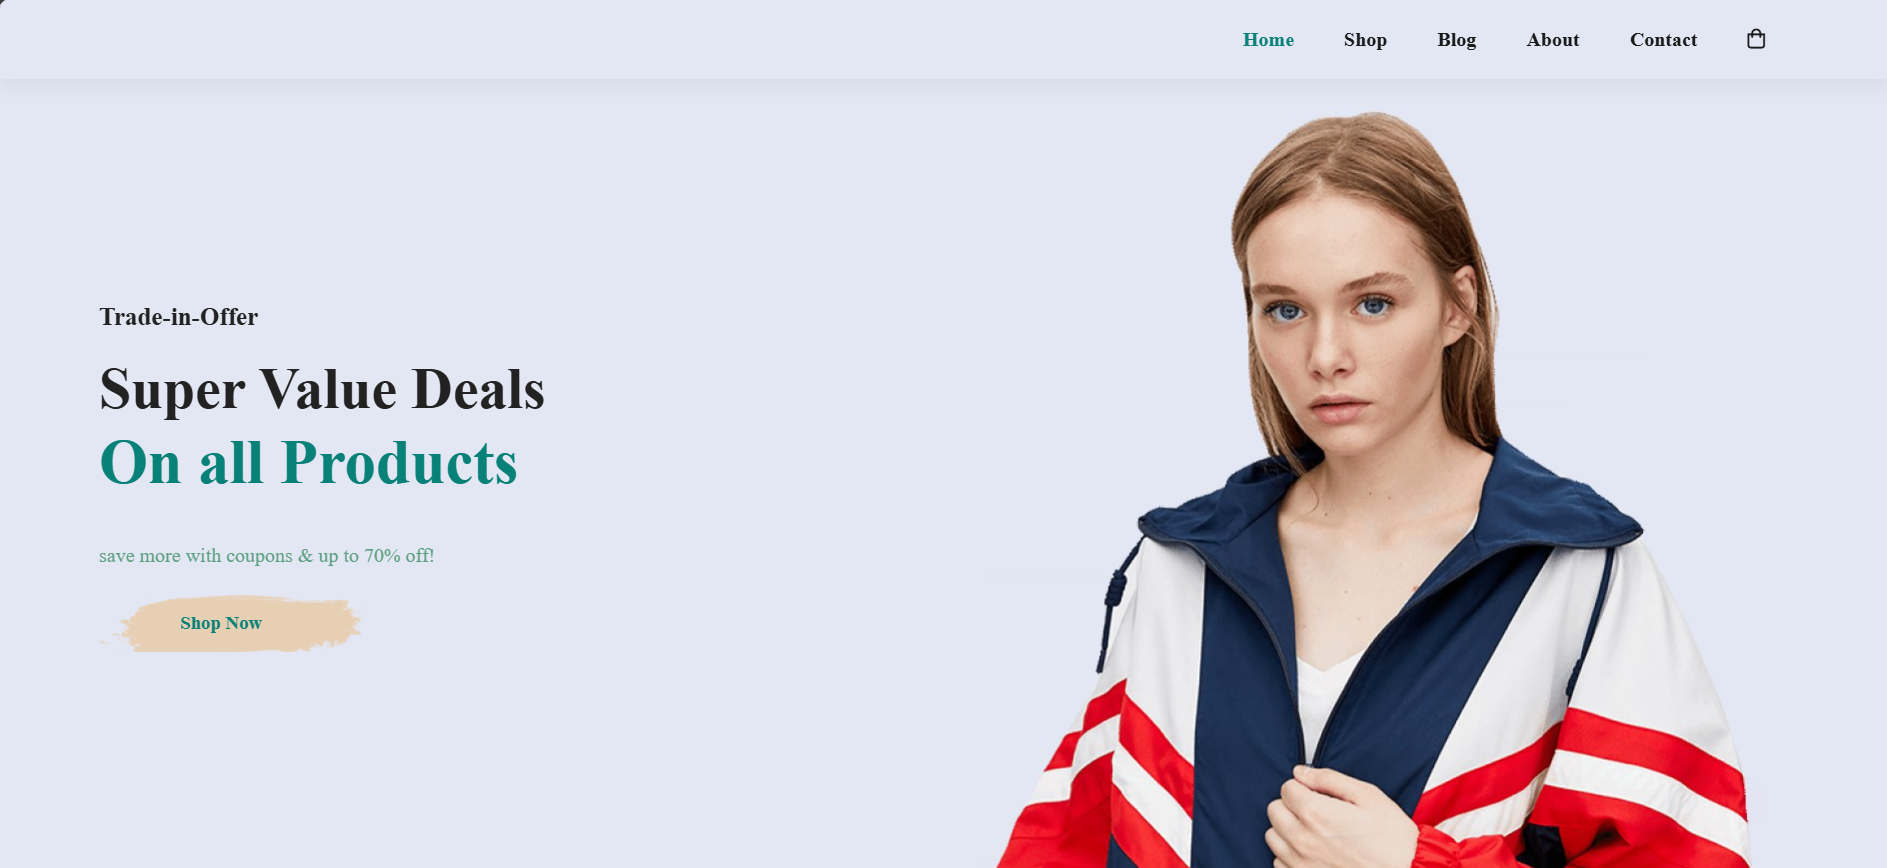 Home Shop Blog About Contact
Trade-in-Offer
Super Value Deals
On all Products
save more with coupons & up to 70% off!
Shop Now